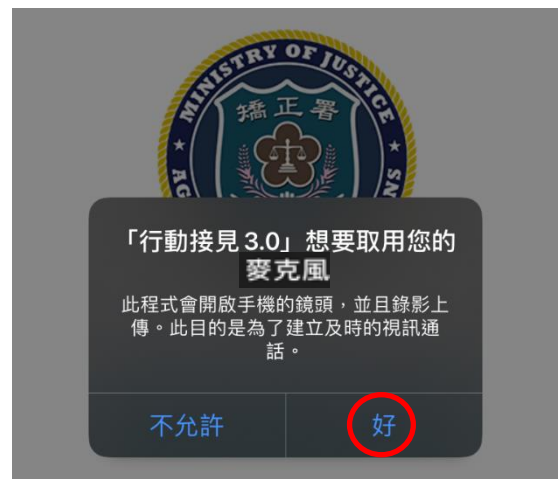 MINISTRY OF JUSTICE
矯正署
AG
NS
「行動接見3.0」想要取用您的
麥克風
此程式會開啟手機的鏡頭，並且錄影上
傳。此目的是為了建立及時的視訊通
話。
不允許
好